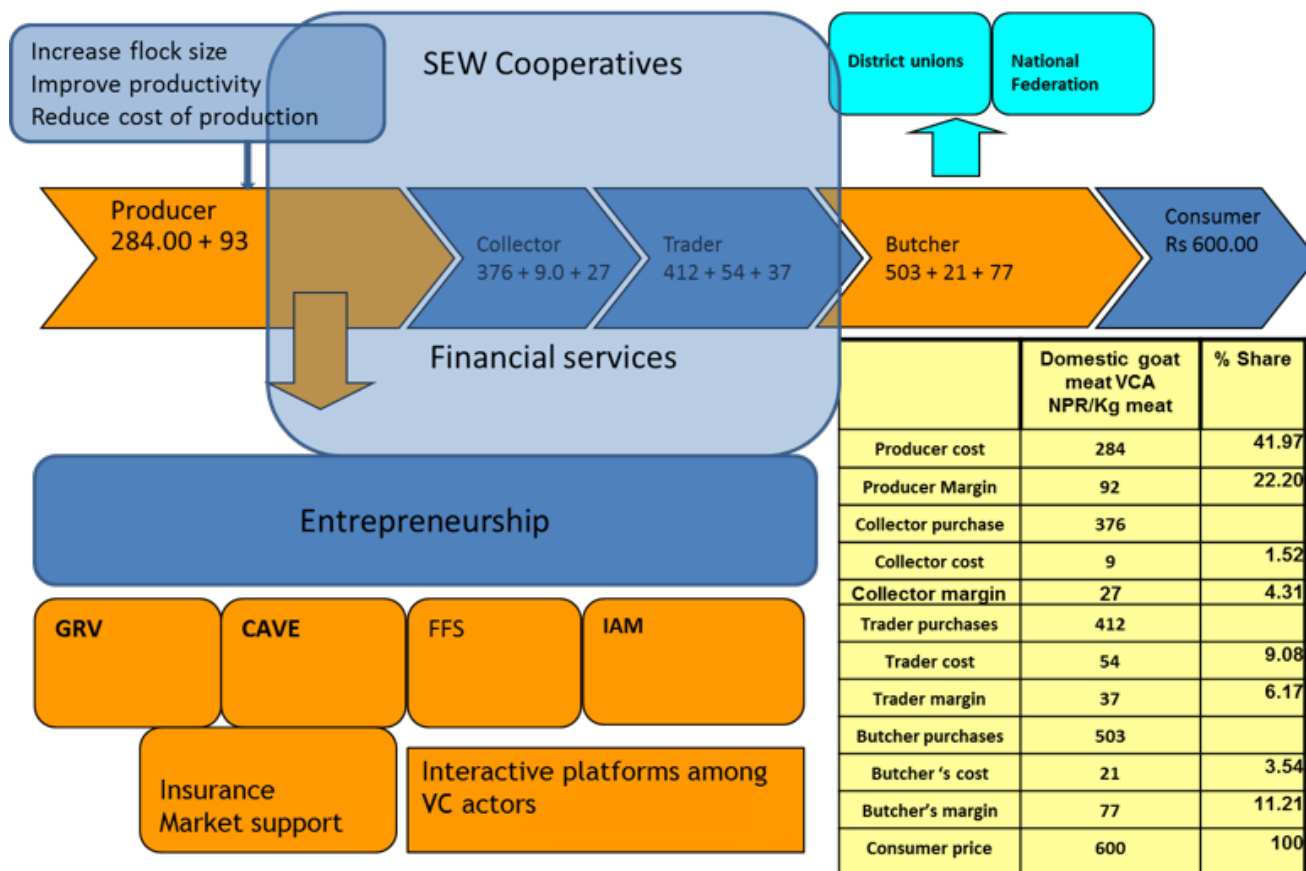 Increase flock size
Improve productivity
Reduce cost of production
SEW Cooperatives
District unions
National
Federation
Producer
284.00 + 93
Collector
376 + 9.0 + 27
Trader
412 + 54 + 37
Butcher
503 + 21 + 77
Consumer
Rs 600.00
Financial services
Entrepreneurship
GRV
CAVE
FFS
IAM
Insurance
Market support
Interactive platforms among
VC actors
Domestic goat
meat VCA
NPR/Kg meat
% Share
Producer cost 284 41.97
Producer Margin 92 22.20
Collector purchase 376
Collector cost 9 1.52
Collector margin 27 4.31
Trader purchases 412
Trader cost 54 9.08
Trader margin 37 6.17
Butcher purchases 503
Butcher 's cost 21 3.54
Butcher's margin 77 11.21
Consumer price 600 100